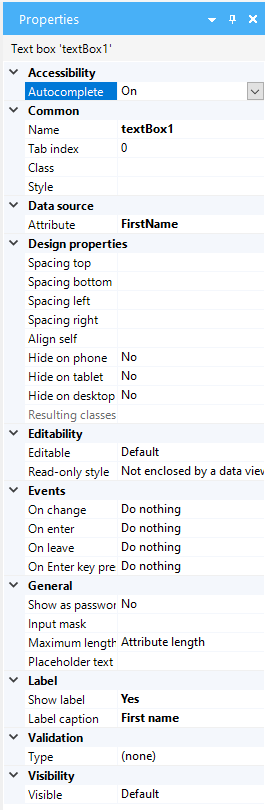 Properties
Text box 'textBox1'
Accessibility
Autocomplete On
Common
Name textBox1
Tab index 0
Class
Style
Data source
Attribute FirstName
Design properties
Spacing top
Spacing bottom
Spacing left
Spacing right
Align self
Hide on phone No
Hide on tablet No
Hide on desktop No
Resulting classes
Editability
Editable Default
Read-only style Not enclosed by a data view
Events
On change Do nothing
On enter Do nothing
On leave Do nothing
On Enter key pre Do nothing
General
Show as passwor No
Input mask
Maximum length Attribute length
Placeholder text
Label
Show label Yes
Label caption First name
Validation
Type (none)
Visibility
Visible Default